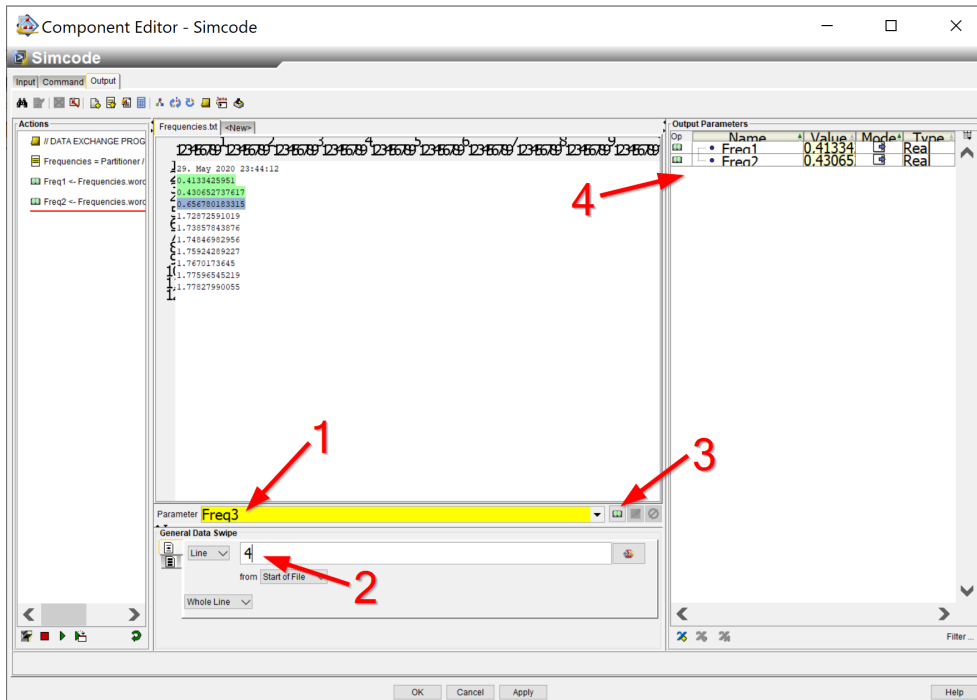 Component Editor - Simcode
Simcode
Input Command Output
Actions
// DATA EXCHANGE PROG
Frequencies = Partitioner /
Freq1 <- Frequencies.word
Freq2 <- Frequencies.word
Frequencies.txt <New>
29. May 2020 23:44:12
0.4133425951
0.430652737617
0.656780183315
1.72872591019
1.73857843876
1.74846982956
1.75924289227
1.7670173645
1.77596545219
1.77827990055
1
Parameter Freq3
General Data Swipe
Line 4
from Start of File
Whole Line
2
3
Output Parameters
Op Name Value Mode Type
Freq1 0.41334 Real
Freq2 0.43065 Real
4
Filter ...
OK Cancel Apply Help